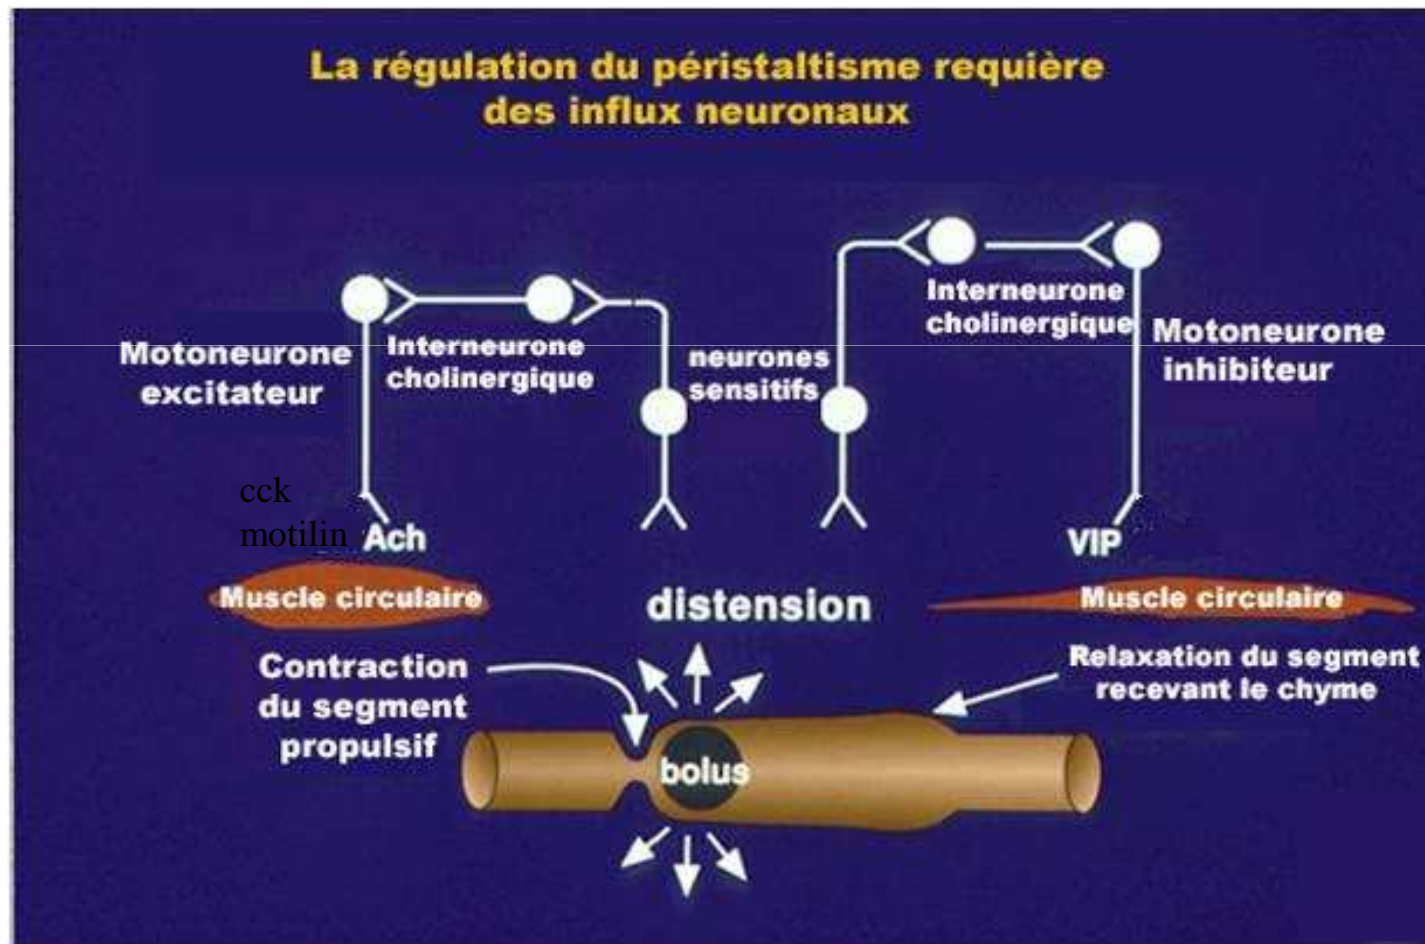 La régulation du péristaltisme requière
des influx neuronaux
Interneurone
cholinergique
Motoneurone
inhibiteur
Motoneurone
excitateur
Interneurone
cholinergique
neurones
sensitifs
cck
motilin
Ach
VIP
Muscle circulaire
distension
Muscle circulaire
Contraction
du segment
propulsif
Relaxation du segment
recevant le chyme
bolus